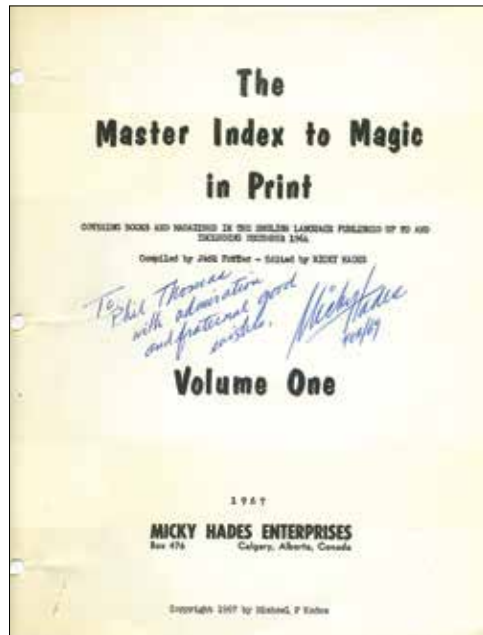 The
Master Index to Magic
in Print
COVERING BOOKS AND MAGAZINES IN THE ENGLISH LANGUAGE PUBLISHED UP TO AND
INCLUDING DECEMBER 1964
Compiled by Jack Potter - Edited by MICKY HADES
To Phil Thomas
with admiration
and fraternal good
wishes.
Micky Hades
Volume One
1967
MICKY HADES ENTERPRISES
Box 476 Calgary, Alberta, Canada
Copyright 1967 by Michael P Hades